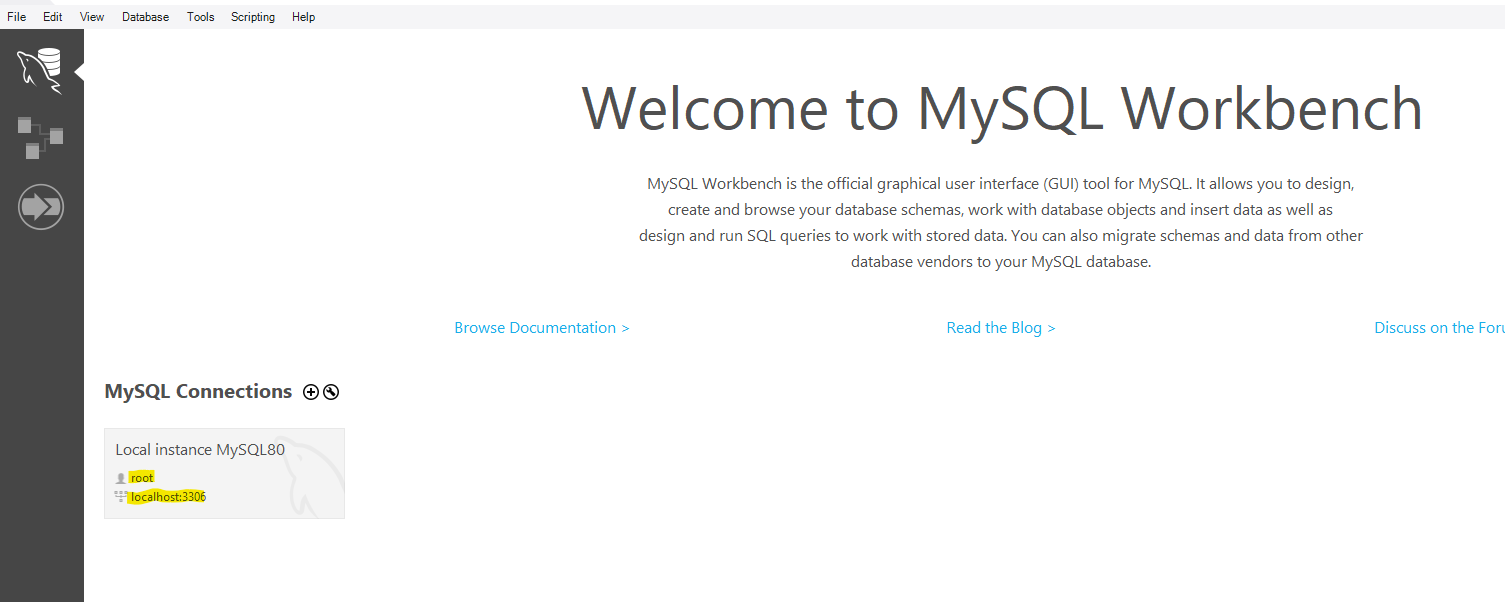 File Edit View Database Tools Scripting Help
Welcome to MySQL Workbench
MySQL Workbench is the official graphical user interface (GUI) tool for MySQL. It allows you to design,
create and browse your database schemas, work with database objects and insert data as well as
design and run SQL queries to work with stored data. You can also migrate schemas and data from other
database vendors to your MySQL database.
Browse Documentation > Read the Blog > Discuss on the Foru
MySQL Connections
Local instance MySQL80
root
localhost:3306